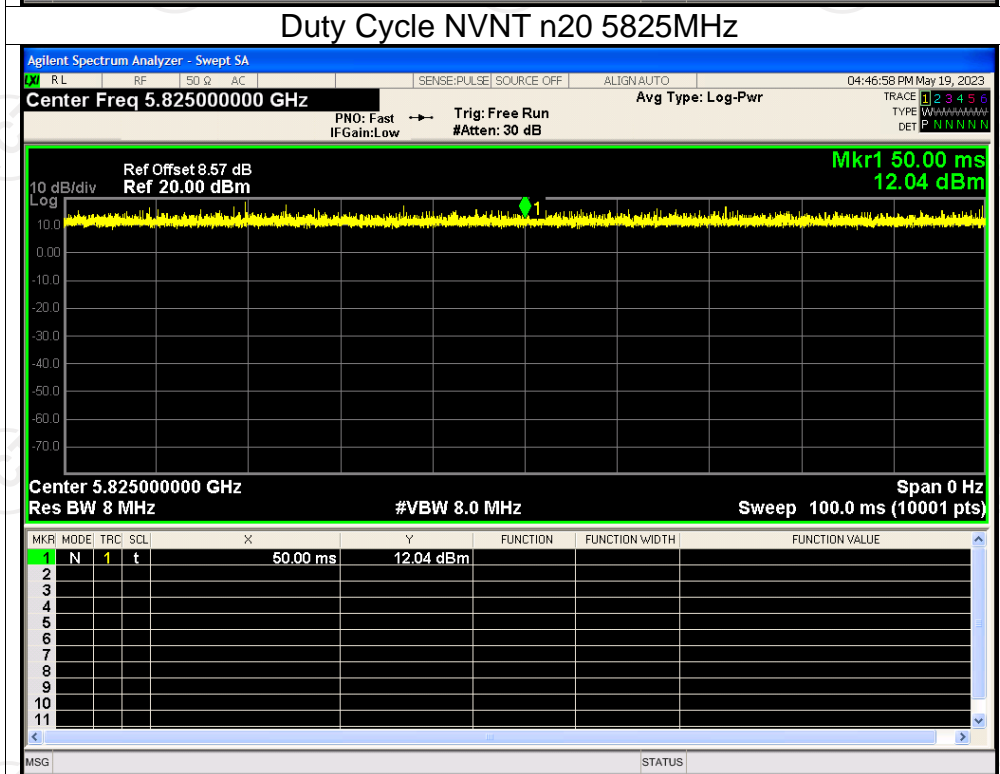 Duty Cycle NVNT n20 5825MHz
Agilent Spectrum Analyzer - Swept SA
LXI RL RF 50 Ω AC SENSE:PULSE SOURCE OFF ALIGNAUTO 04:46:58 PM May 19, 2023
Center Freq 5.825000000 GHz Avg Type: Log-Pwr TRACE 1 2 3 4 5 6
PNO: Fast Trig: Free Run TYPE WWWWWW
IFGain:Low #Atten: 30 dB DET P N N N N N
Mkr1 50.00 ms
Ref Offset 8.57 dB
10 dB/div Ref 20.00 dBm 12.04 dBm
Log
1
10.0
0.00
-10.0
-20.0
-30.0
-40.0
-50.0
-60.0
-70.0
Center 5.825000000 GHz Span 0 Hz
Res BW 8 MHz #VBW 8.0 MHz Sweep 100.0 ms (10001 pts)
MKR MODE TRC SCL X Y FUNCTION FUNCTION WIDTH FUNCTION VALUE
1 N 1 t 50.00 ms 12.04 dBm
2
3
4
5
6
7
8
9
10
11
MSG STATUS